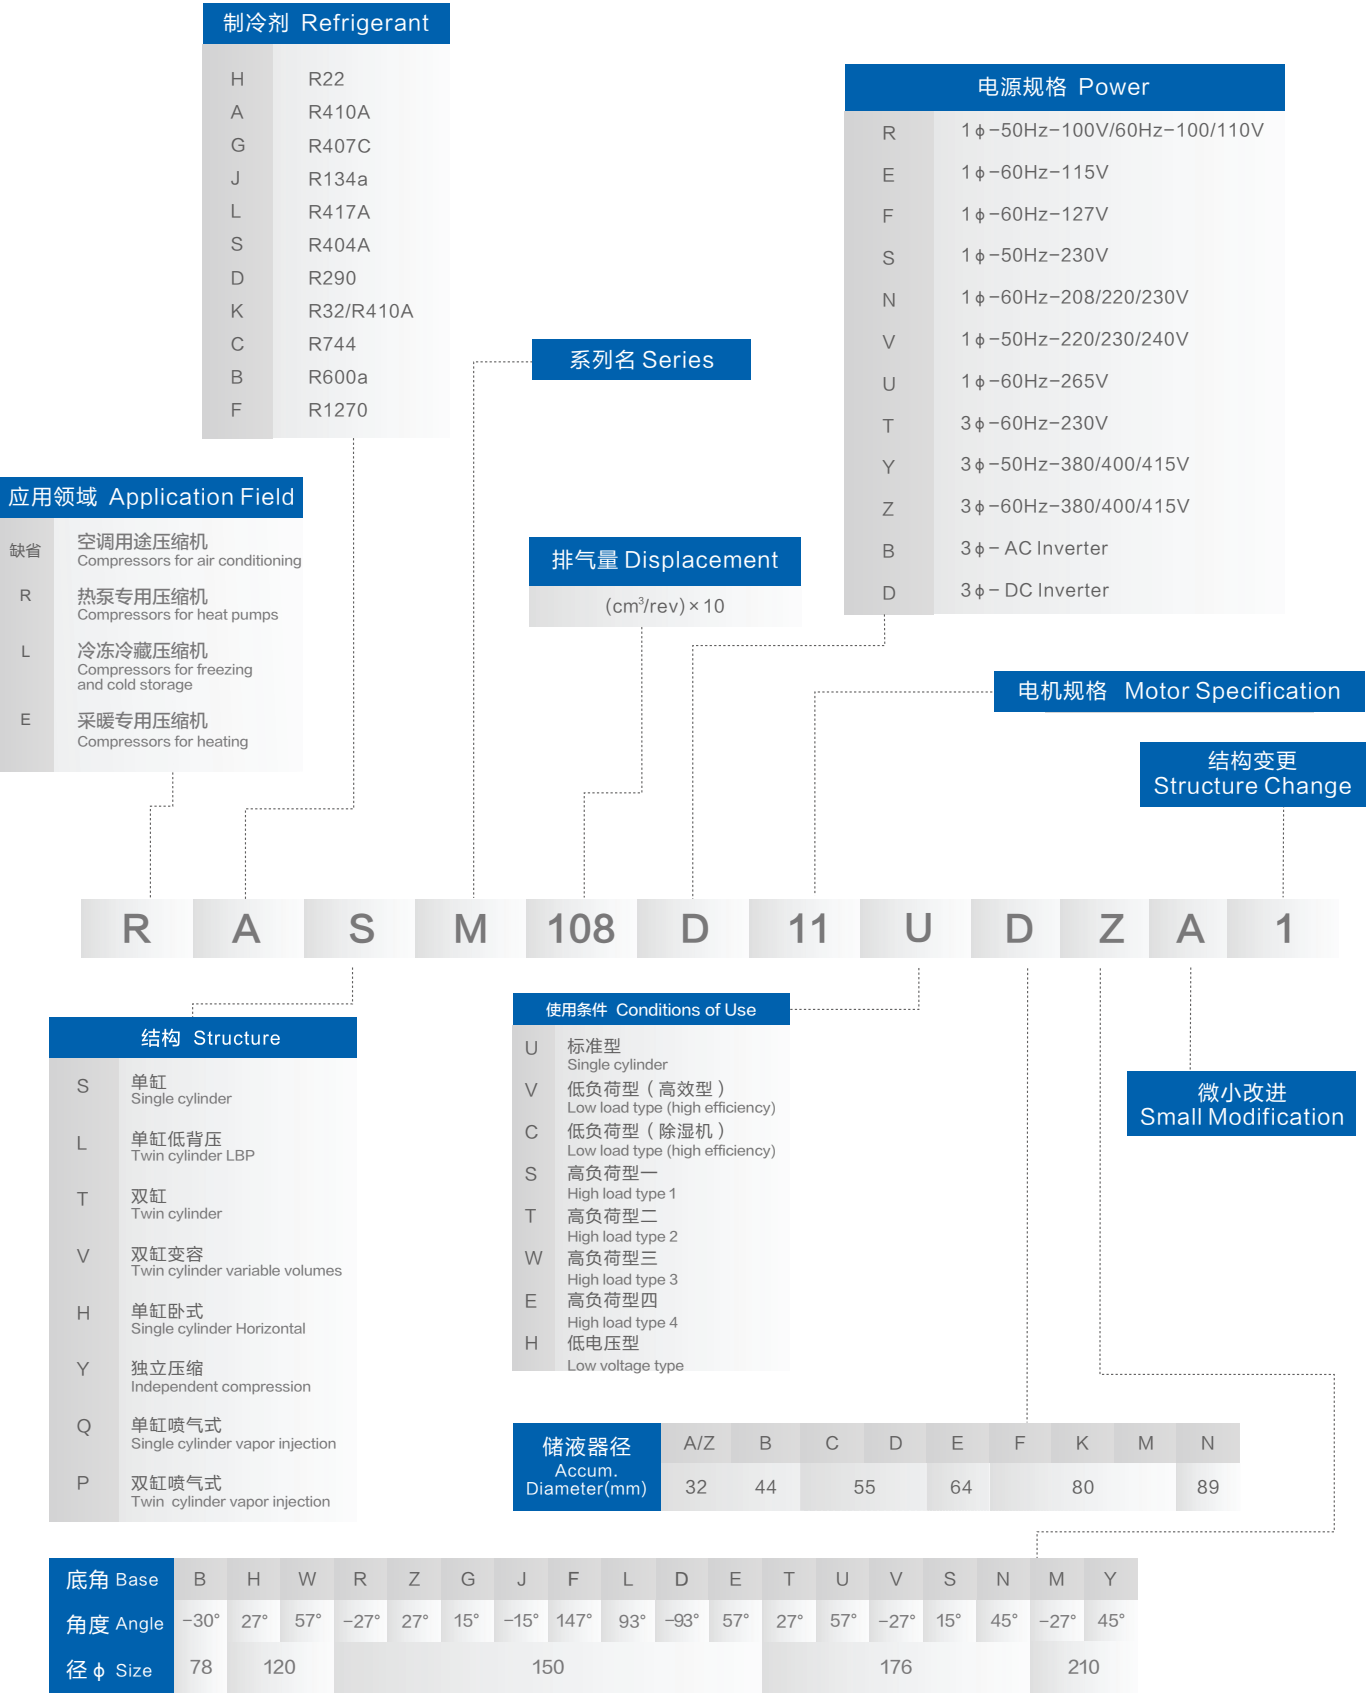 制冷剂 Refrigerant
H R22
A R410A
G R407C
J R134a
L R417A
S R404A
D R290
K R32/R410A
C R744
B R600a
F R1270
电源规格 Power
R 1ф-50Hz-100V/60Hz-100/110V
E 1ф-60Hz-115V
F 1ф-60Hz-127V
S 1ф-50Hz-230V
N 1ф-60Hz-208/220/230V
V 1ф-50Hz-220/230/240V
U 1ф-60Hz-265V
T 3ф-60Hz-230V
Y 3ф-50Hz-380/400/415V
Z 3ф-60Hz-380/400/415V
B 3ф- AC Inverter
D 3ф- DC Inverter
系列名 Series
应用领域 Application Field
缺省 空调用途压缩机
Compressors for air conditioning
R 热泵专用压缩机
Compressors for heat pumps
L 冷冻冷藏压缩机
Compressors for freezing
and cold storage
E 采暖专用压缩机
Compressors for heating
排气量 Displacement
(cm³/rev)×10
电机规格 Motor Specification
结构变更
Structure Change
R A S M 108 D 11 U D Z A 1
结构 Structure
S 单缸
Single cylinder
L 单缸低背压
Twin cylinder LBP
T 双缸
Twin cylinder
V 双缸变容
Twin cylinder variable volumes
H 单缸卧式
Single cylinder Horizontal
Y 独立压缩
Independent compression
Q 单缸喷气式
Single cylinder vapor injection
P 双缸喷气式
Twin cylinder vapor injection
使用条件 Conditions of Use
U 标准型
Single cylinder
V 低负荷型（高效型）
Low load type (high efficiency)
C 低负荷型（除湿机）
Low load type (high efficiency)
S 高负荷型一
High load type 1
T 高负荷型二
High load type 2
W 高负荷型三
High load type 3
E 高负荷型四
High load type 4
H 低电压型
Low voltage type
微小改进
Small Modification
储液器径
Accum.
Diameter(mm)
A/Z B C D E F K M N
32 44 55 64 80 89
底角 Base B H W R Z G J F L D E T U V S N M Y
角度 Angle -30° 27° 57° -27° 27° 15° -15° 147° 93° -93° 57° 27° 57° -27° 15° 45° -27° 45°
径ф Size 78 120 150 176 210